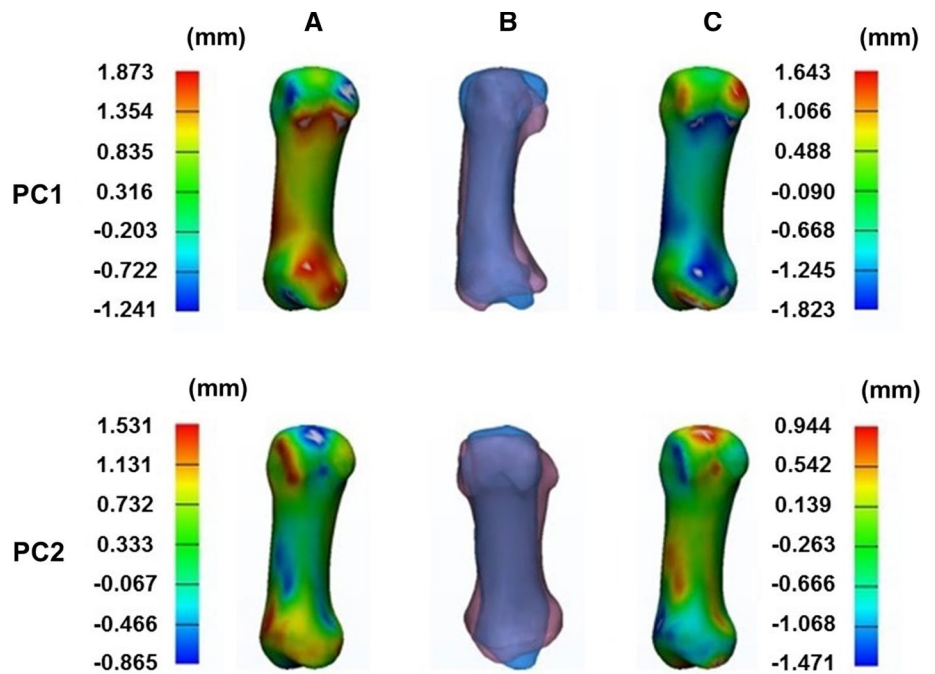 A B C
(mm) (mm)
1.873 1.643
1.354 1.066
0.835 0.488
PC1 0.316 -0.090
-0.203 -0.668
-0.722 -1.245
-1.241 -1.823
(mm) (mm)
1.531 0.944
1.131 0.542
0.732 0.139
PC2 0.333 -0.263
-0.067 -0.666
-0.466 -1.068
-0.865 -1.471